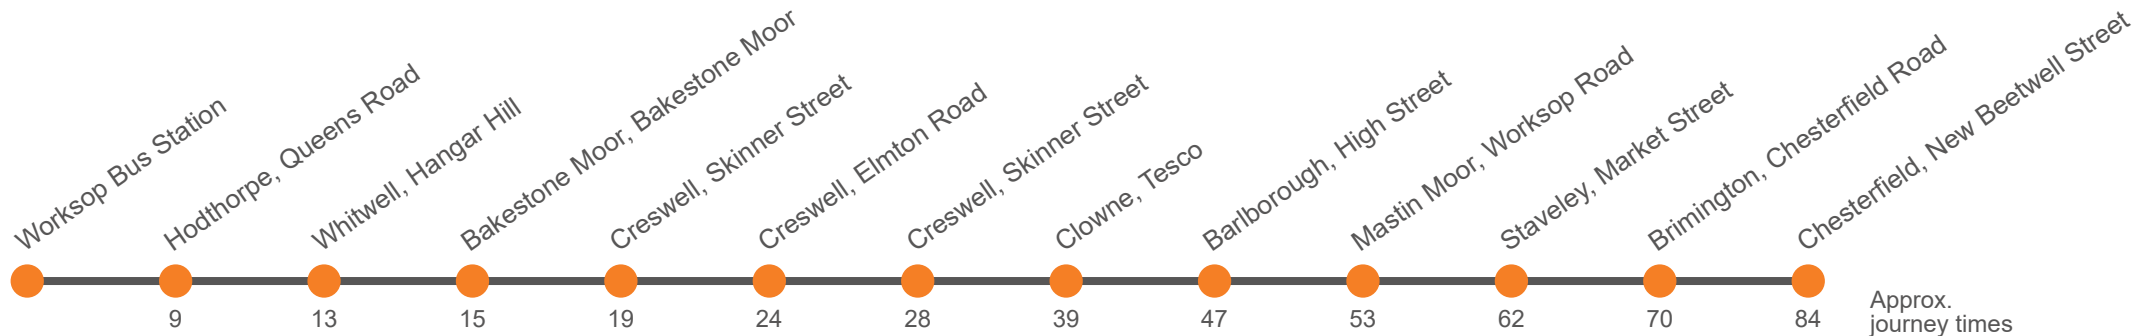 Worksop Bus Station
Hodthorpe, Queens Road
Whitwell, Hangar Hill
Bakestone Moor, Bakestone Moor
Creswell, Skinner Street
Creswell, Elmton Road
Creswell, Skinner Street
Clowne, Tesco
Barlborough, High Street
Mastin Moor, Worksop Road
Staveley, Market Street
Brimington, Chesterfield Road
Chesterfield, New Beetwell Street
9 13 15 19 24 28 39 47 53 62 70 84
Approx.
journey times